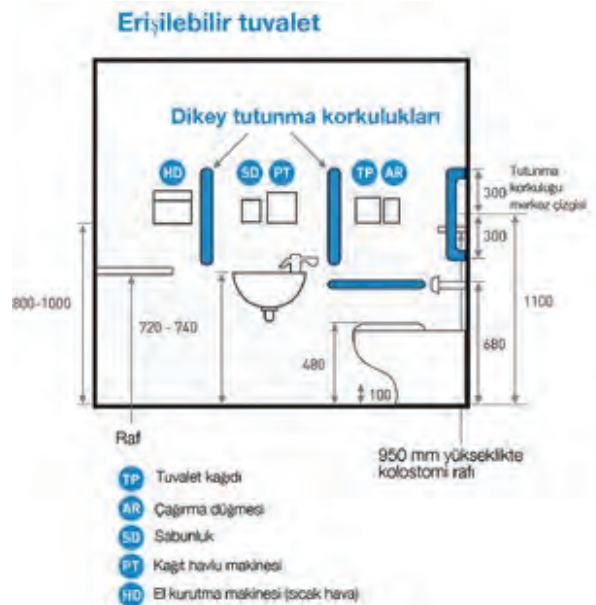 Erişilebilir tuvalet
Dikey tutunma korkulukları
HD
SD
PT
TP
AR
300
Tutunma
korkuluğu
merkez çizgisi
300
800-1000
720 - 740
480
100
680
1100
Raf
950 mm yükseklikte
kolostomi rafı
TP Tuvalet kağıdı
AR Çağırma düğmesi
SD Sabunluk
PT Kağıt havlu makinesi
HD El kurutma makinesi (sıcak hava)